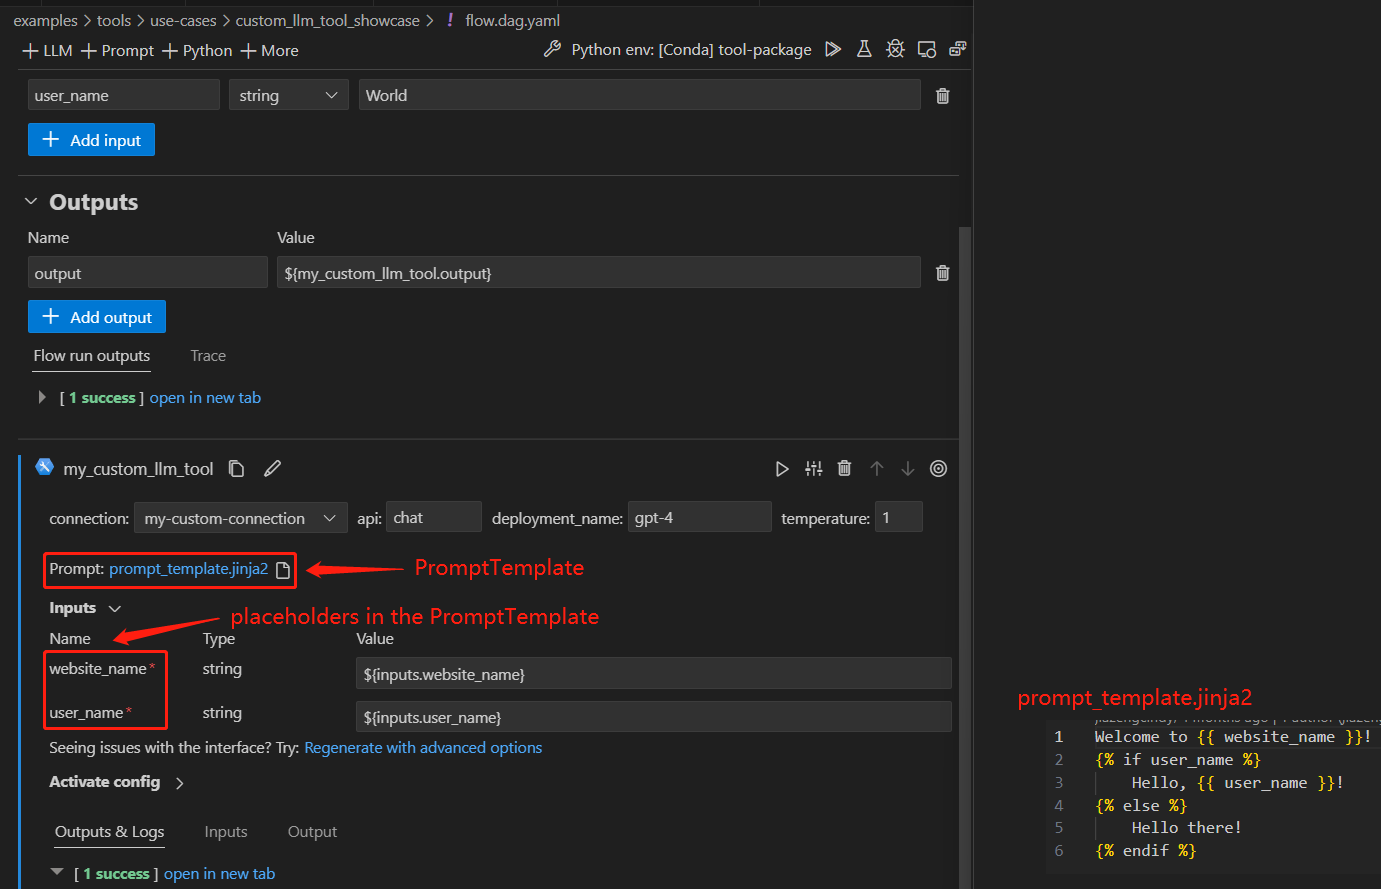 examples > tools > use-cases > custom_llm_tool_showcase > ! flow.dag.yaml
+ LLM + Prompt + Python + More
Python env: [Conda] tool-package
user_name string World
+ Add input
Outputs
Name Value
output ${my_custom_llm_tool.output}
+ Add output
Flow run outputs Trace
[ 1 success ] open in new tab
my_custom_llm_tool
connection: my-custom-connection api: chat deployment_name: gpt-4 temperature: 1
Prompt: prompt_template.jinja2
PromptTemplate
Inputs
placeholders in the PromptTemplate
Name Type Value
website_name* string ${inputs.website_name}
user_name* string ${inputs.user_name}
Seeing issues with the interface? Try: Regenerate with advanced options
Activate config >
Outputs & Logs Inputs Output
[ 1 success ] open in new tab
prompt_template.jinja2
1 Welcome to {{ website_name }}!
2 {% if user_name %}
3 Hello, {{ user_name }}!
4 {% else %}
5 Hello there!
6 {% endif %}